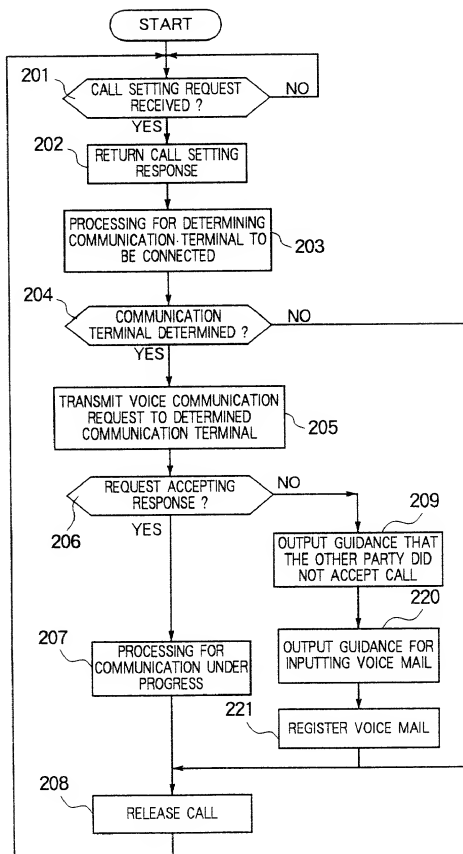 START
201
CALL SETTING REQUEST
RECEIVED ?
NO
YES
202
RETURN CALL SETTING
RESPONSE
PROCESSING FOR DETERMINING
COMMUNICATION TERMINAL TO
BE CONNECTED
203
204
COMMUNICATION
TERMINAL DETERMINED ?
NO
YES
TRANSMIT VOICE COMMUNICATION
REQUEST TO DETERMINED
COMMUNICATION TERMINAL
205
REQUEST ACCEPTING
RESPONSE ?
NO
206
YES
209
OUTPUT GUIDANCE THAT
THE OTHER PARTY DID
NOT ACCEPT CALL
220
207
PROCESSING FOR
COMMUNICATION UNDER
PROGRESS
OUTPUT GUIDANCE FOR
INPUTTING VOICE MAIL
221
REGISTER VOICE MAIL
208
RELEASE CALL